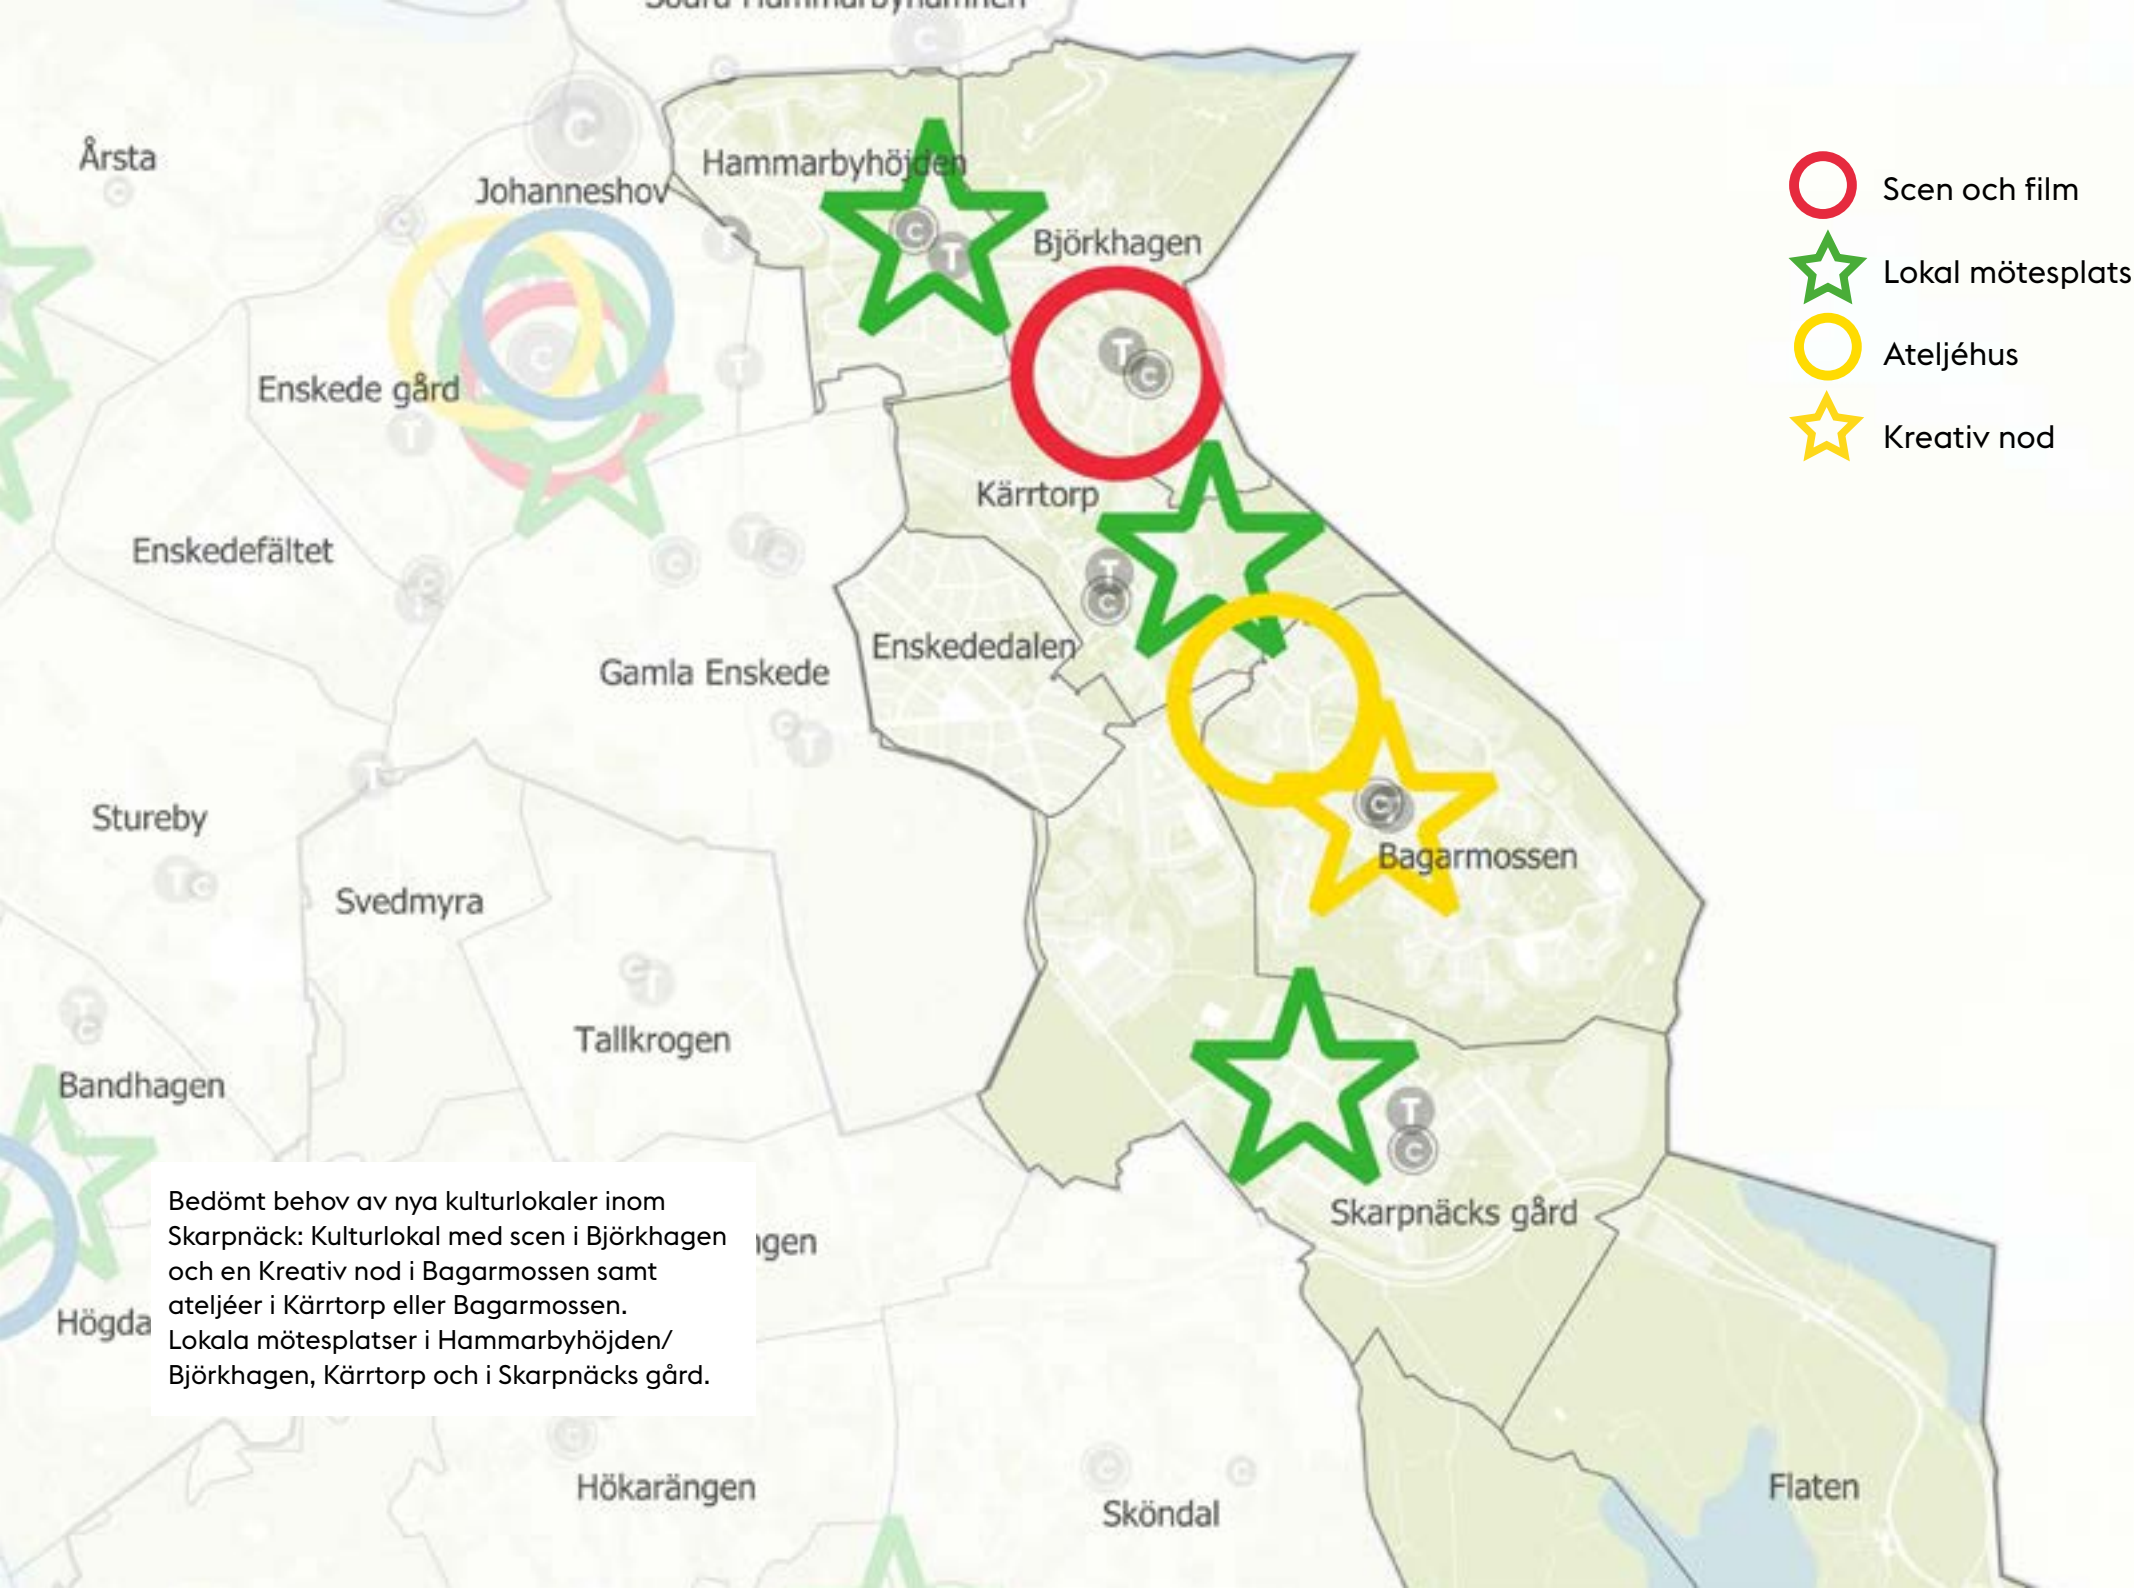 Södra Hammarbyhamnen
Årsta
Johanneshov
Hammarbyhöjden
Björkhagen
Scen och film
Lokal mötesplats
Ateljéhus
Kreativ nod
Enskede gård
Kärrtorp
Enskedefältet
Gamla Enskede
Enskededalen
Stureby
Svedmyra
Bagarmossen
Tallkrogen
Bandhagen
Skarpnäcks gård
Bedömt behov av nya kulturlokaler inom
Skarpnäck: Kulturlokal med scen i Björkhagen
och en Kreativ nod i Bagarmossen samt
ateljéer i Kärrtorp eller Bagarmossen.
Lokala mötesplatser i Hammarbyhöjden/
Björkhagen, Kärrtorp och i Skarpnäcks gård.
ngen
Högda
Hökarängen
Sköndal
Flaten